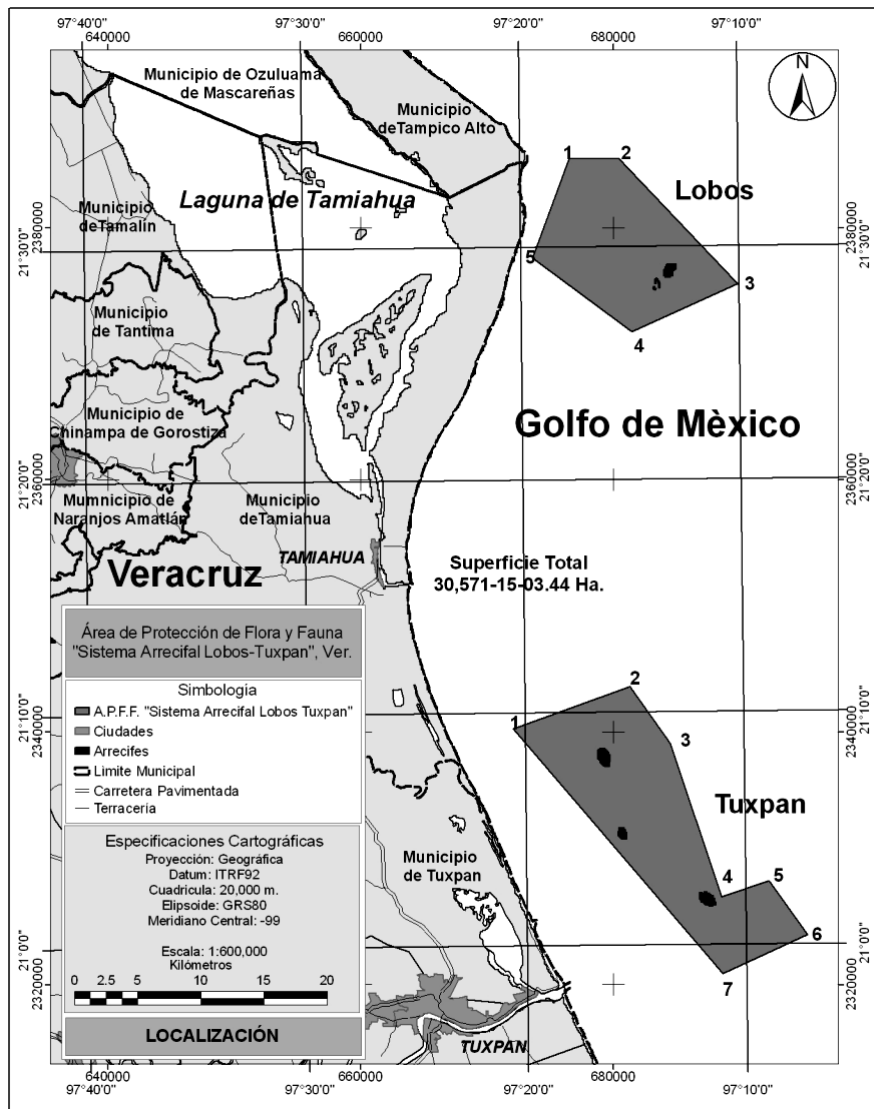 97°40'0" 97°30'0" 97°20'0" 97°10'0"
640000 660000 680000
N
Municipio de Ozuluama
de Mascareñas
Municipio
deTampico Alto
1 2
Lobos
Laguna de Tamiahua
Municipio
deTamalín
2380000 2380000
21°30'0" 21°30'0"
5
3
4
Municipio
de Tantima
Golfo de Mèxico
Municipio de
Chinampa de Gorostiza
21°20'0" 21°20'0"
2360000 2360000
Mumnicipio de
Naranjos Amatlán
Municipio
deTamiahua
TAMIAHUA
Veracruz
Superficie Total
30,571-15-03.44 Ha.
Área de Protección de Flora y Fauna
"Sistema Arrecifal Lobos-Tuxpan", Ver.
Simbología
A.P.F.F. "Sistema Arrecifal Lobos Tuxpan"
Ciudades
Arrecifes
Limite Municipal
Carretera Pavimentada
Terracería
21°10'0" 21°10'0"
2340000 2340000
1
2
3
Tuxpan
4
5
6
7
Especificaciones Cartográficas
Proyección: Geográfica
Datum: ITRF92
Cuadricula: 20,000 m.
Elipsoide: GRS80
Meridiano Central: -99
Escala: 1:600,000
Kilómetros
0 2.5 5 10 15 20
LOCALIZACIÓN
Municipio
de Tuxpan
21°0'0" 21°0'0"
2320000 2320000
TUXPAN
640000 660000 680000
97°40'0" 97°30'0" 97°20'0" 97°10'0"